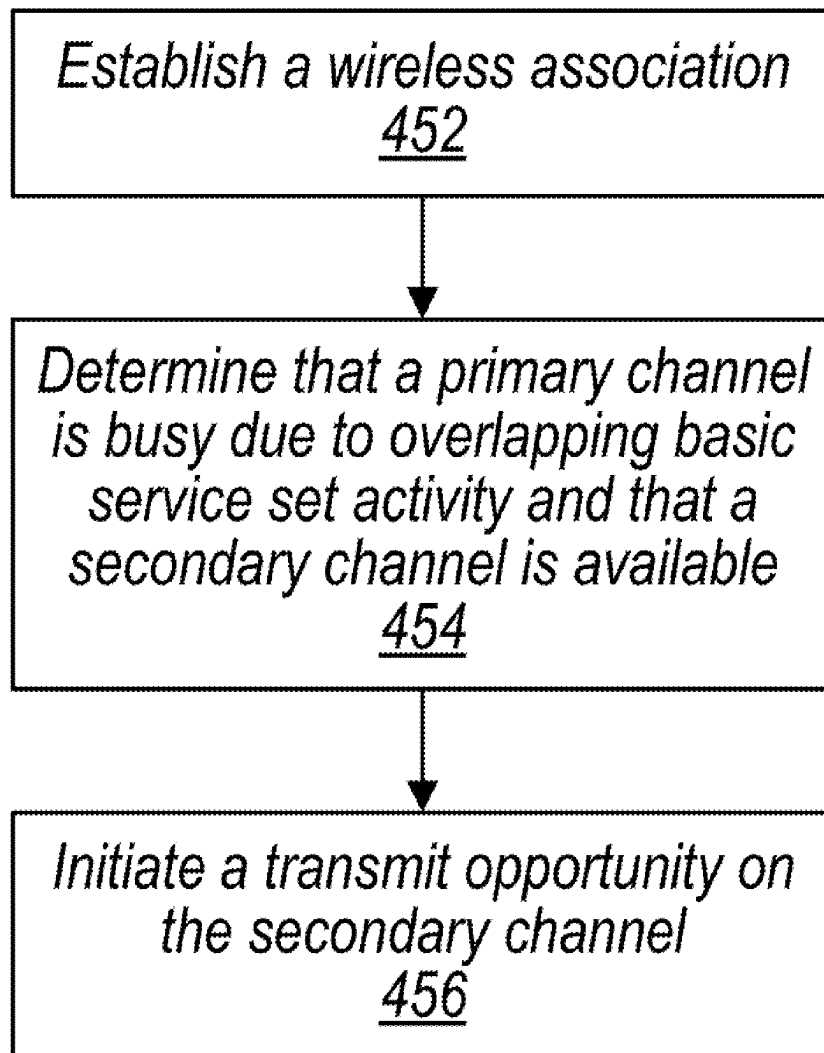 Establish a wireless association
452
Determine that a primary channel
is busy due to overlapping basic
service set activity and that a
secondary channel is available
454
Initiate a transmit opportunity on
the secondary channel
456